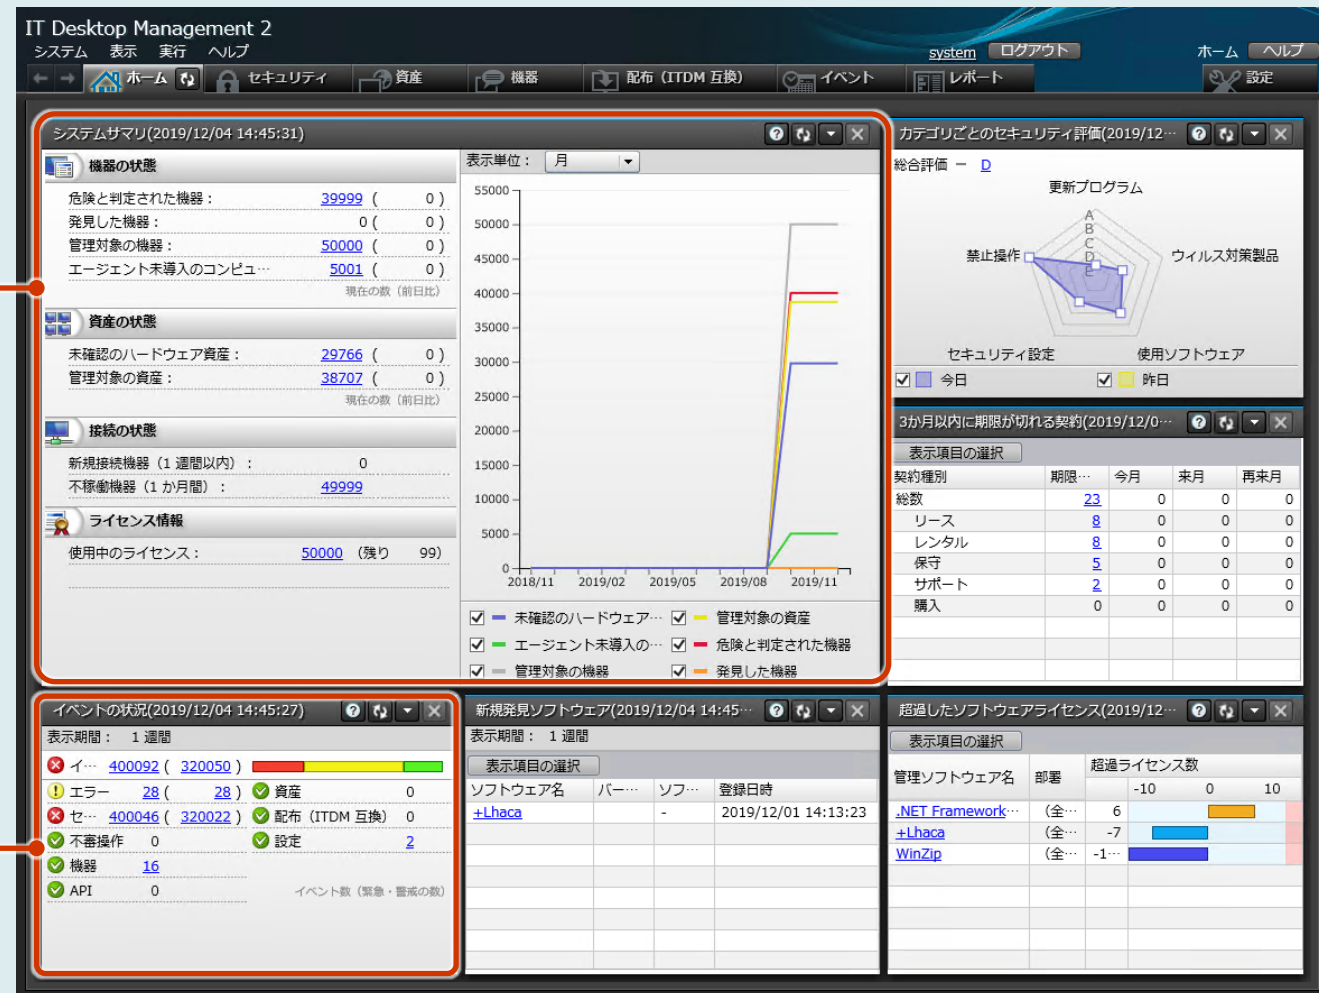 IT Desktop Management 2
システム 表示 実行 ヘルプ
system ログアウト ホーム ヘルプ
ホーム セキュリティ 資産 機器 配布 (ITDM 互換) イベント レポート 設定
システムサマリ(2019/12/04 14:45:31)
機器の状態
危険と判定された機器： 39999 ( 0 )
発見した機器： 0 ( 0 )
管理対象の機器： 50000 ( 0 )
エージェント未導入のコンピュ… 5001 ( 0 )
現在の数（前日比）
資産の状態
未確認のハードウェア資産： 29766 ( 0 )
管理対象の資産： 38707 ( 0 )
現在の数（前日比）
接続の状態
新規接続機器（1 週間以内）： 0
不稼働機器（1 か月間）： 49999
ライセンス情報
使用中のライセンス： 50000 （残り 99）
表示単位： 月
55000
50000
45000
40000
35000
30000
25000
20000
15000
10000
5000
0
2018/11 2019/02 2019/05 2019/08 2019/11
未確認のハードウェア… 管理対象の資産
エージェント未導入の… 危険と判定された機器
管理対象の機器 発見した機器
カテゴリごとのセキュリティ評価(2019/12…
総合評価 － D
更新プログラム
A
B
C
D
E
禁止操作 ウィルス対策製品
セキュリティ設定 使用ソフトウェア
今日 昨日
3か月以内に期限が切れる契約(2019/12/0…
表示項目の選択
契約種別 期限… 今月 来月 再来月
総数 23 0 0 0
リース 8 0 0 0
レンタル 8 0 0 0
保守 5 0 0 0
サポート 2 0 0 0
購入 0 0 0 0
イベントの状況(2019/12/04 14:45:27)
表示期間： 1 週間
イ… 400092 ( 320050 )
エラー 28 ( 28 ) 資産 0
セ… 400046 ( 320022 ) 配布（ITDM 互換） 0
不審操作 0 設定 2
機器 16
API 0 イベント数（緊急・警戒の数）
新規発見ソフトウェア(2019/12/04 14:45…
表示期間： 1 週間
表示項目の選択
ソフトウェア名 バー… ソフ… 登録日時
+Lhaca - 2019/12/01 14:13:23
超過したソフトウェアライセンス(2019/12…
表示項目の選択
管理ソフトウェア名 部署 超過ライセンス数
-10 0 10
.NET Framework… (全… 6
+Lhaca (全… -7
WinZip (全… -1…